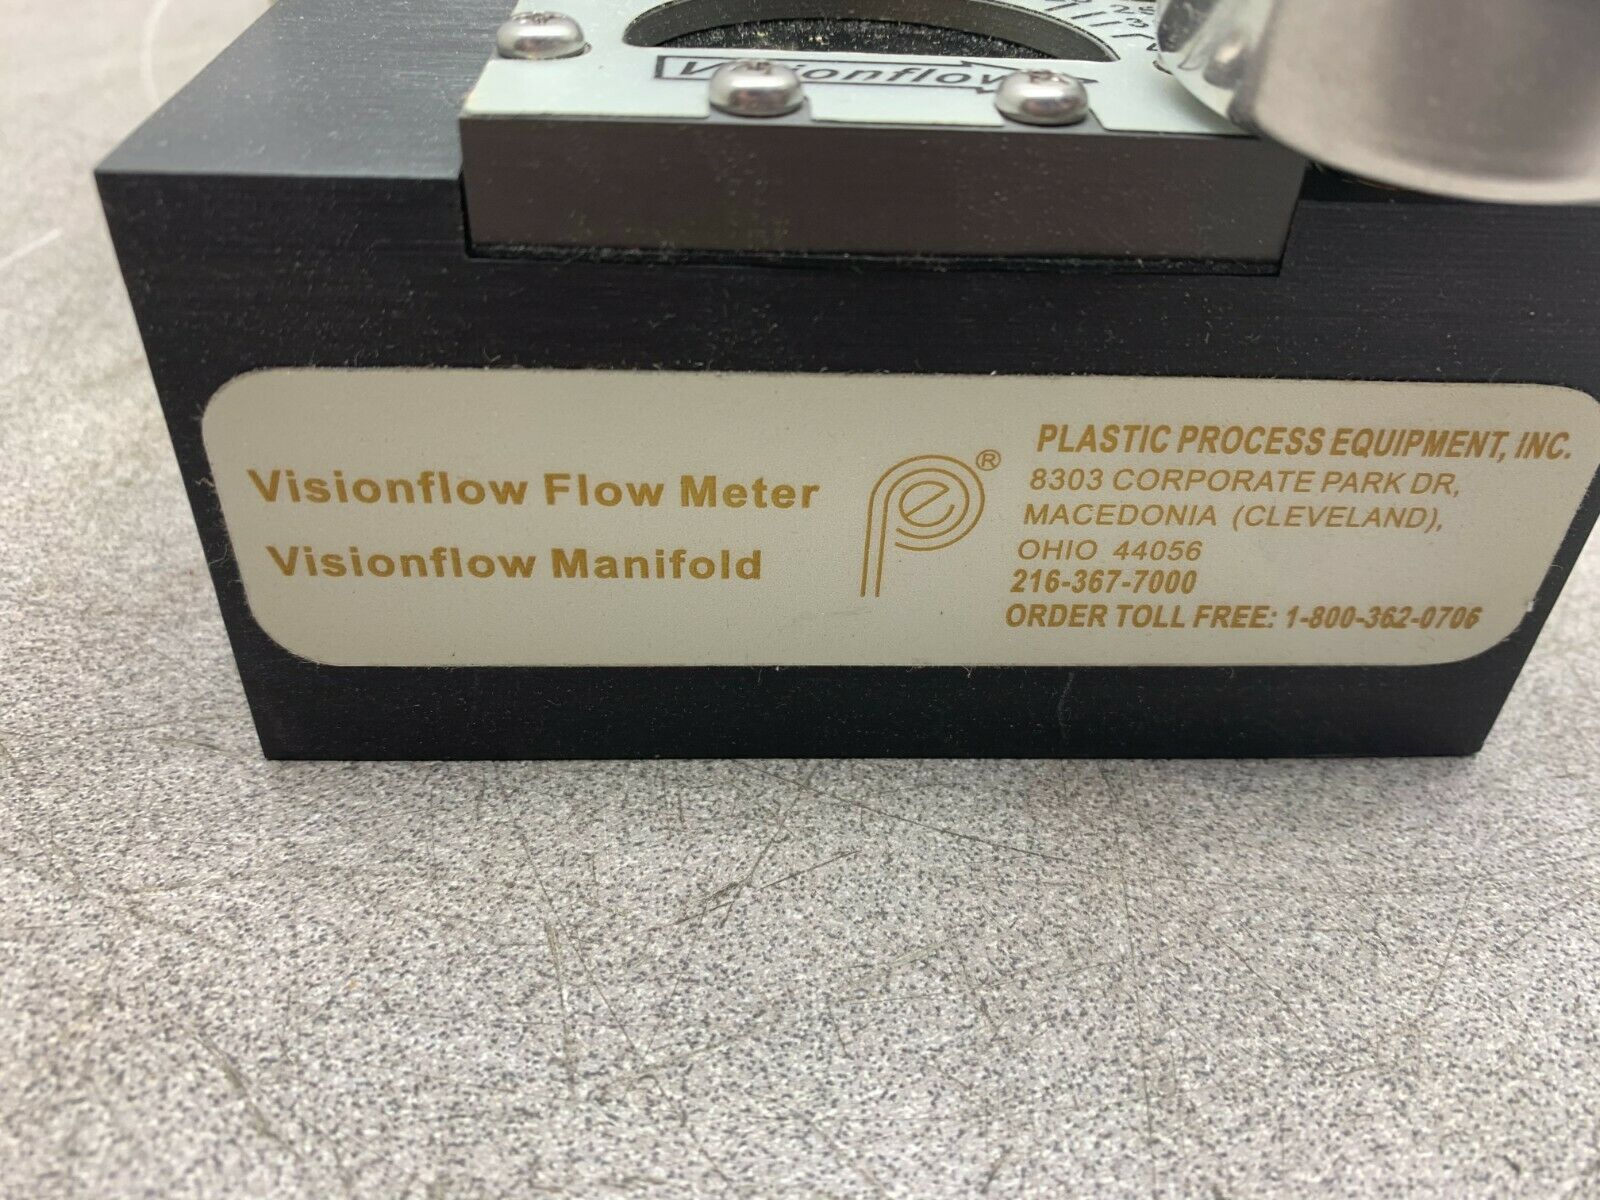 Visionflow
Visionflow Flow Meter
Visionflow Manifold
pe®
PLASTIC PROCESS EQUIPMENT, INC.
8303 CORPORATE PARK DR,
MACEDONIA (CLEVELAND),
OHIO 44056
216-367-7000
ORDER TOLL FREE: 1-800-362-0706